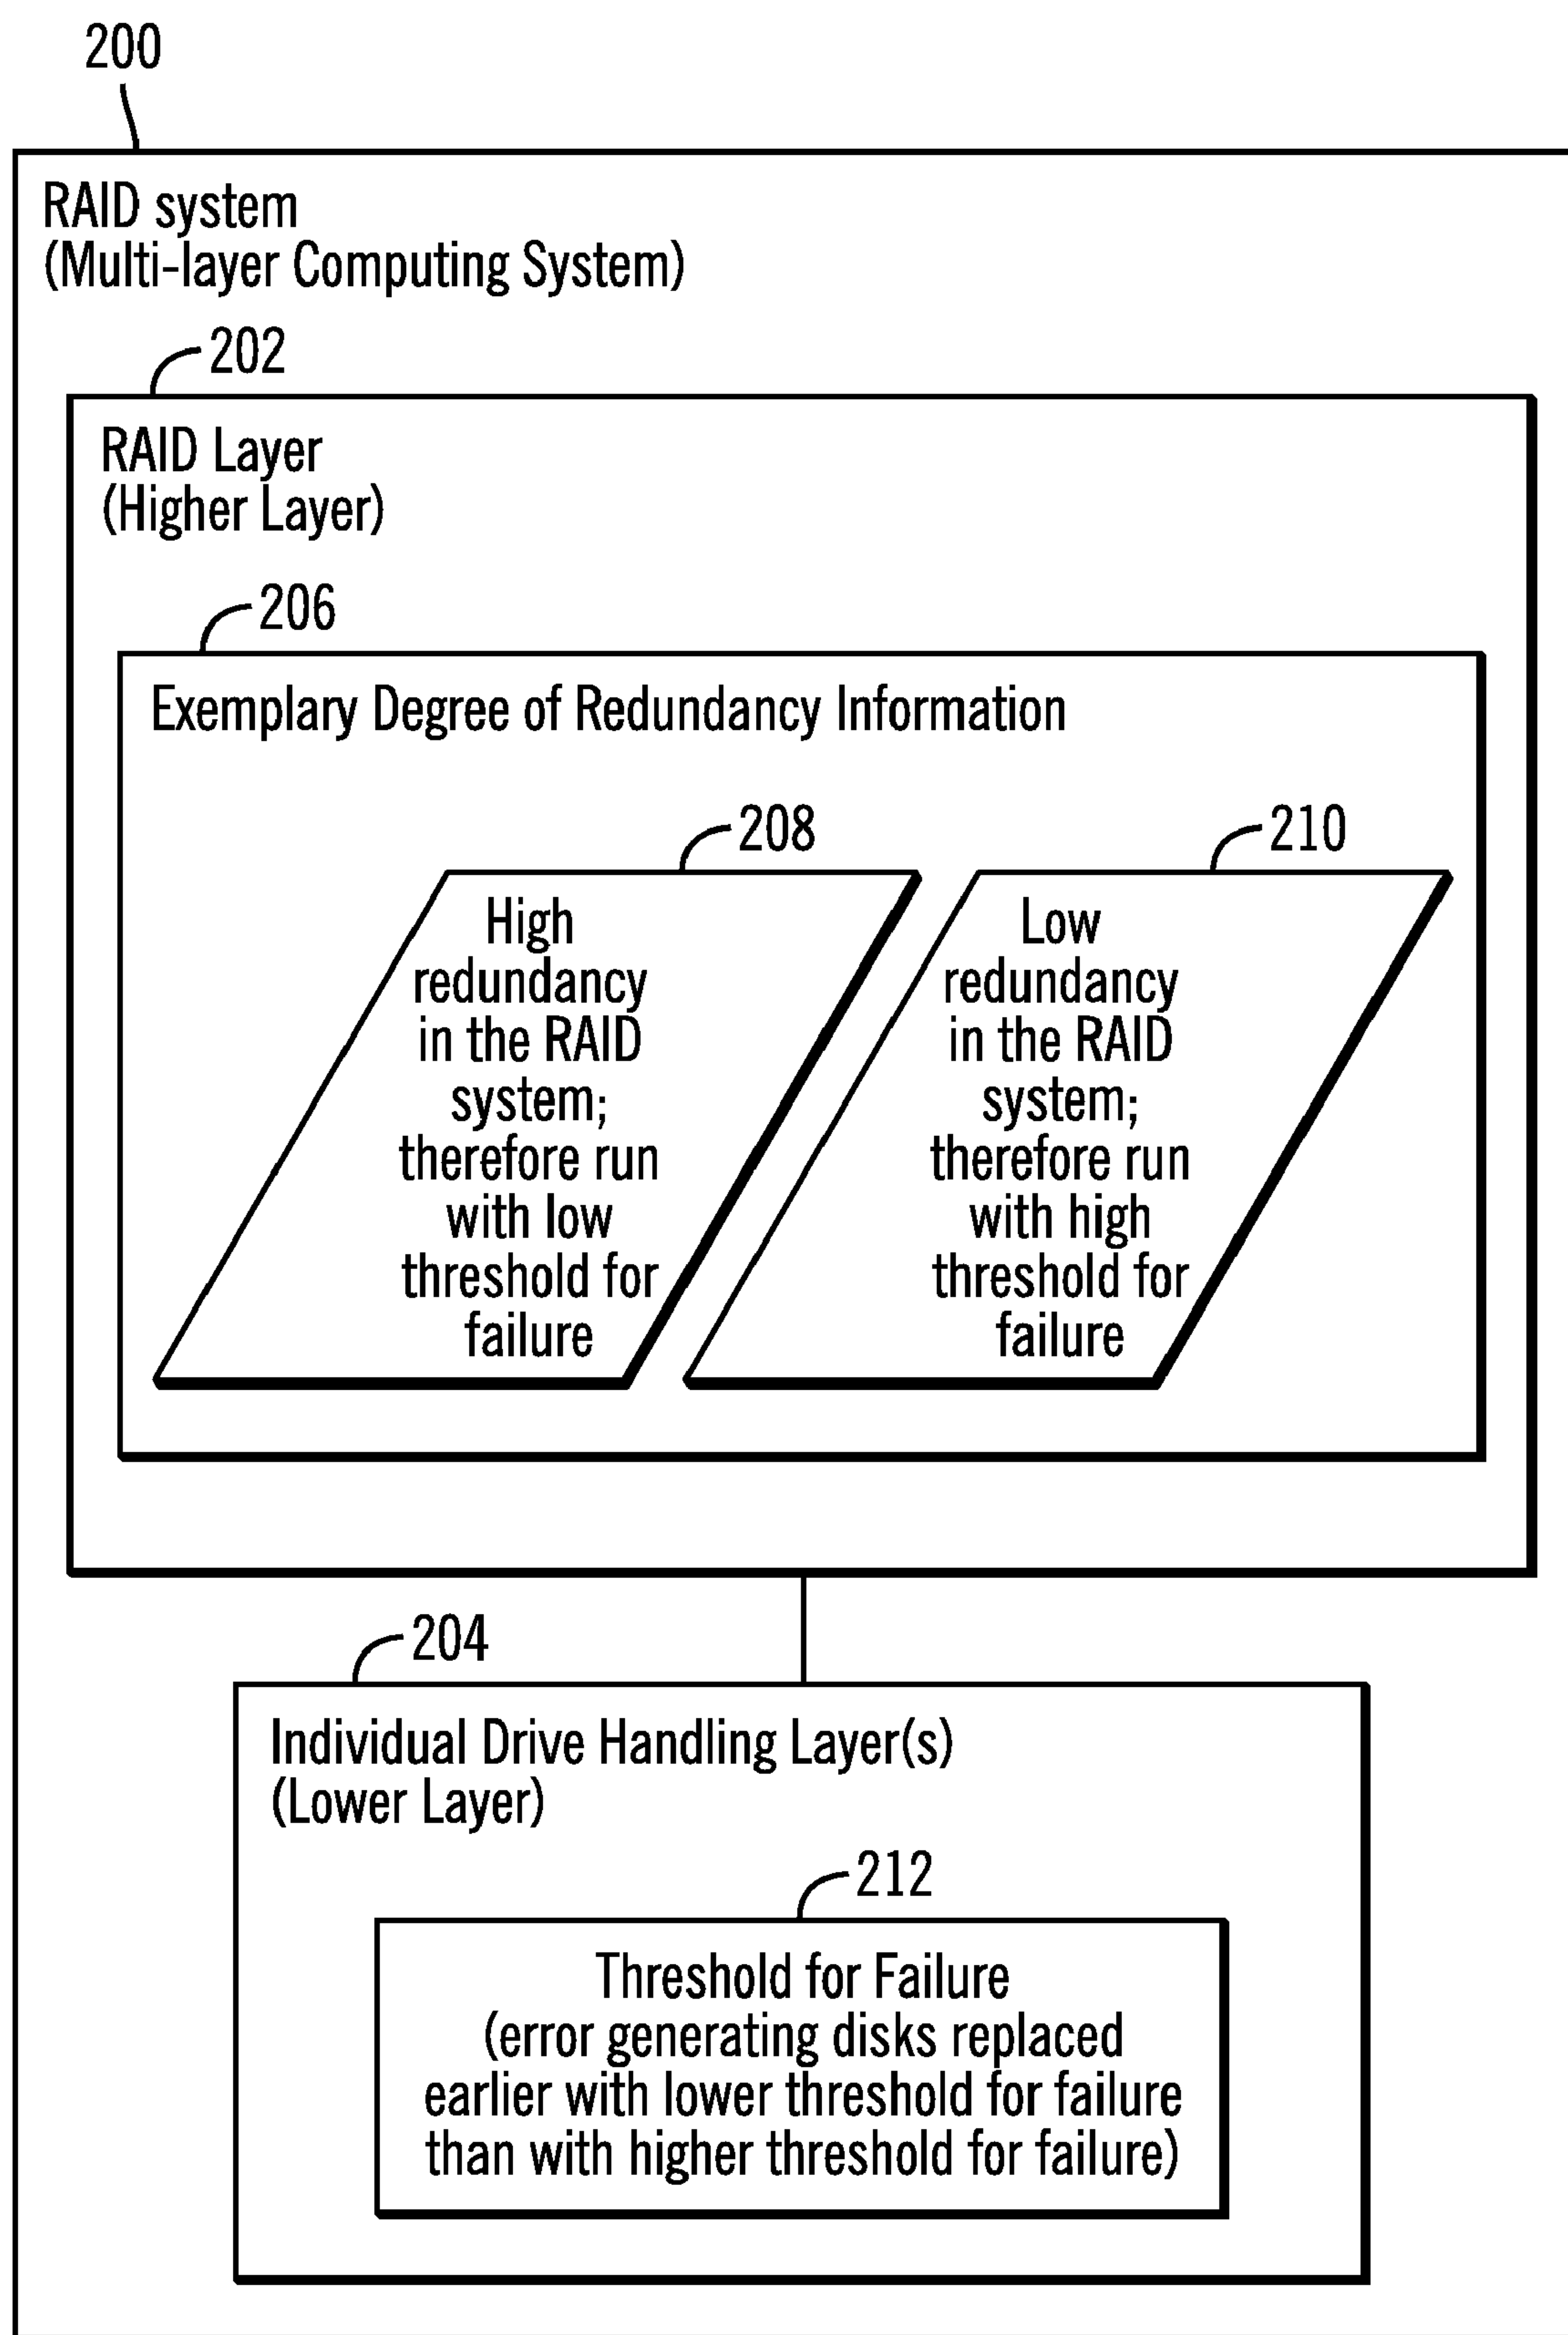 200
RAID system
(Multi-layer Computing System)
202
RAID Layer
(Higher Layer)
206
Exemplary Degree of Redundancy Information
208
High
redundancy
in the RAID
system;
therefore run
with low
threshold for
failure
210
Low
redundancy
in the RAID
system;
therefore run
with high
threshold for
failure
204
Individual Drive Handling Layer(s)
(Lower Layer)
212
Threshold for Failure
(error generating disks replaced
earlier with lower threshold for failure
than with higher threshold for failure)